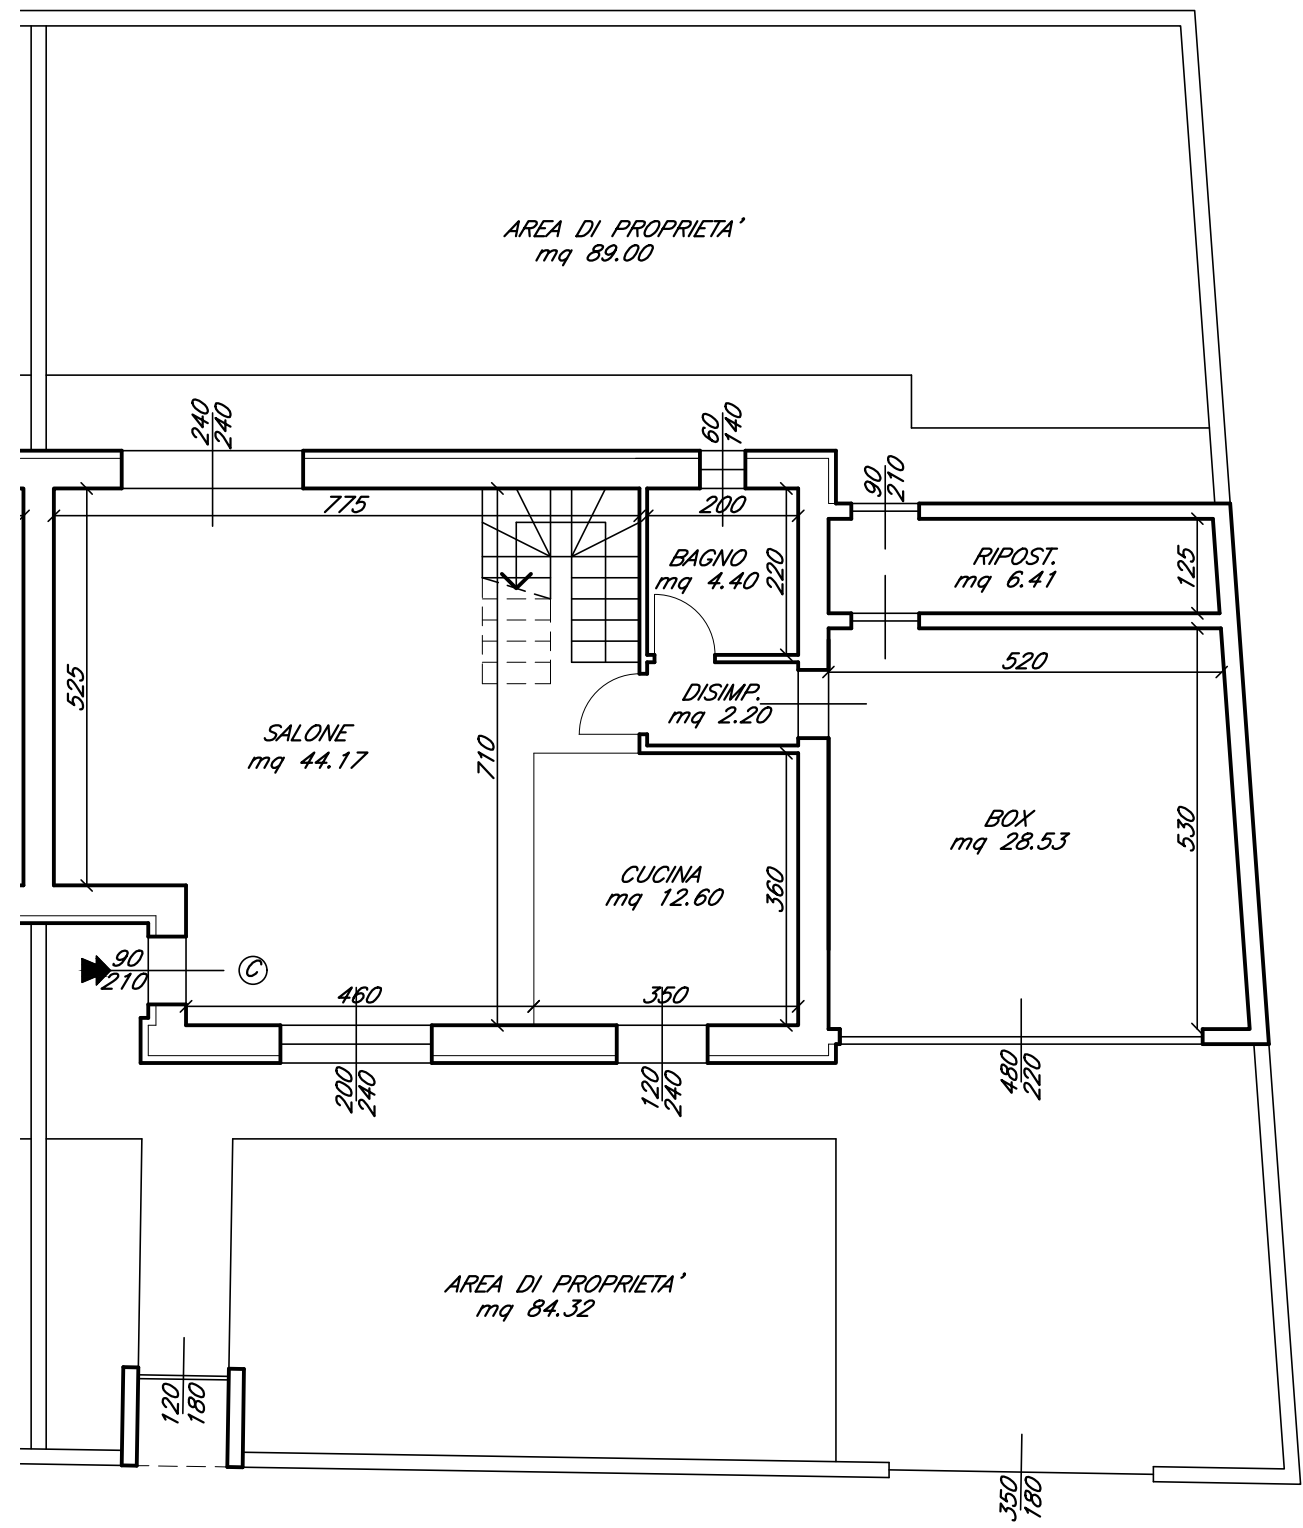 AREA DI PROPRIETA'
mq 89.00
240
240
60
140
90
210
775
200
BAGNO
mq 4.40
220
RIPOST.
mq 6.41
125
525
520
DISIMP.
mq 2.20
SALONE
mq 44.17
710
BOX
mq 28.53
530
CUCINA
mq 12.60
360
90
210
C
460
350
200
240
120
240
480
220
AREA DI PROPRIETA'
mq 84.32
120
180
350
180